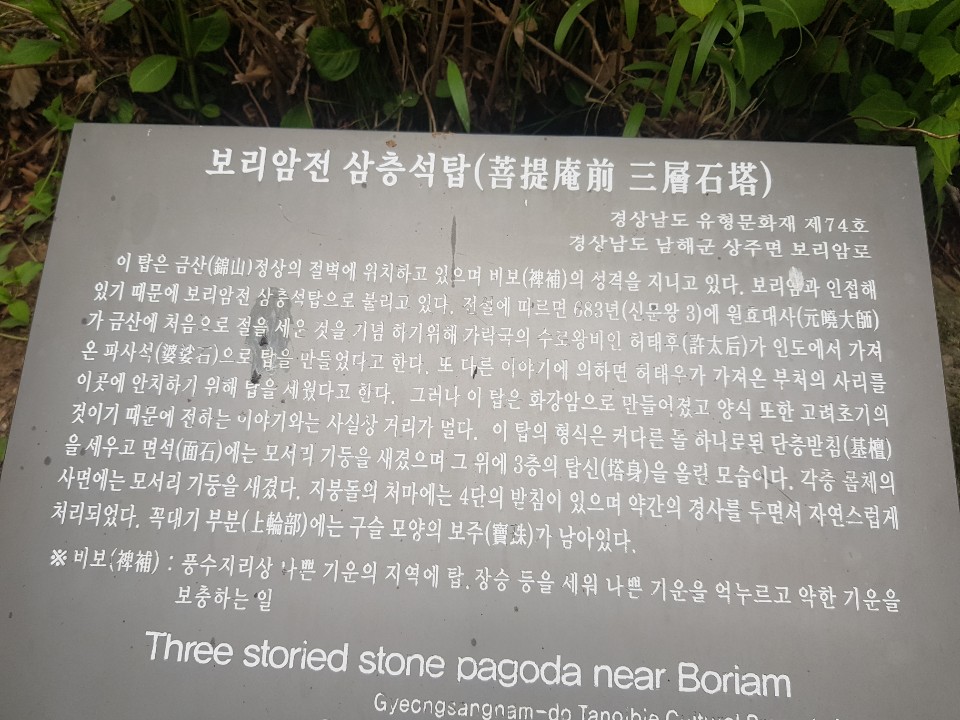 보리암전 삼층석탑(菩提庵前 三層石塔)
경상남도 유형문화재 제74호
경상남도 남해군 상주면 보리암로
이 탑은 금산(錦山)정상의 절벽에 위치하고 있으며 비보(裨補)의 성격을 지니고 있다. 보리암과 인접해
있기 때문에 보리암전 삼층석탑으로 불리고 있다. 전설에 따르면 683년(신문왕 3)에 원효대사(元曉大師)
가 금산에 처음으로 절을 세운 것을 기념 하기위해 가락국의 수로왕비인 허태후(許太后)가 인도에서 가져
온 파사석(婆娑石)으로 탑을 만들었다고 한다. 또 다른 이야기에 의하면 허태우가 가져온 부처의 사리를
이곳에 안치하기 위해 탑을 세웠다고 한다. 그러나 이 탑은 화강암으로 만들어졌고 양식 또한 고려초기의
것이기 때문에 전하는 이야기와는 사실상 거리가 멀다. 이 탑의 형식은 커다른 돌 하나로된 단층받침(基檀)
을 세우고 면석(面石)에는 모서리 기둥을 새겼으며 그 위에 3층의 탑신(塔身)을 올린 모습이다. 각층 몸체의
사면에는 모서리 기둥을 새겼다. 지붕돌의 처마에는 4단의 받침이 있으며 약간의 경사를 두면서 자연스럽게
처리되었다. 꼭대기 부분(上輪部)에는 구슬 모양의 보주(寶珠)가 남아있다.
※ 비보(裨補) : 풍수지리상 나쁜 기운의 지역에 탑.장승 등을 세워 나쁜 기운을 억누르고 약한 기운을
보충하는 일
Three storied stone pagoda near Boriam
Gyeongsangnam-do Tangible Cultural